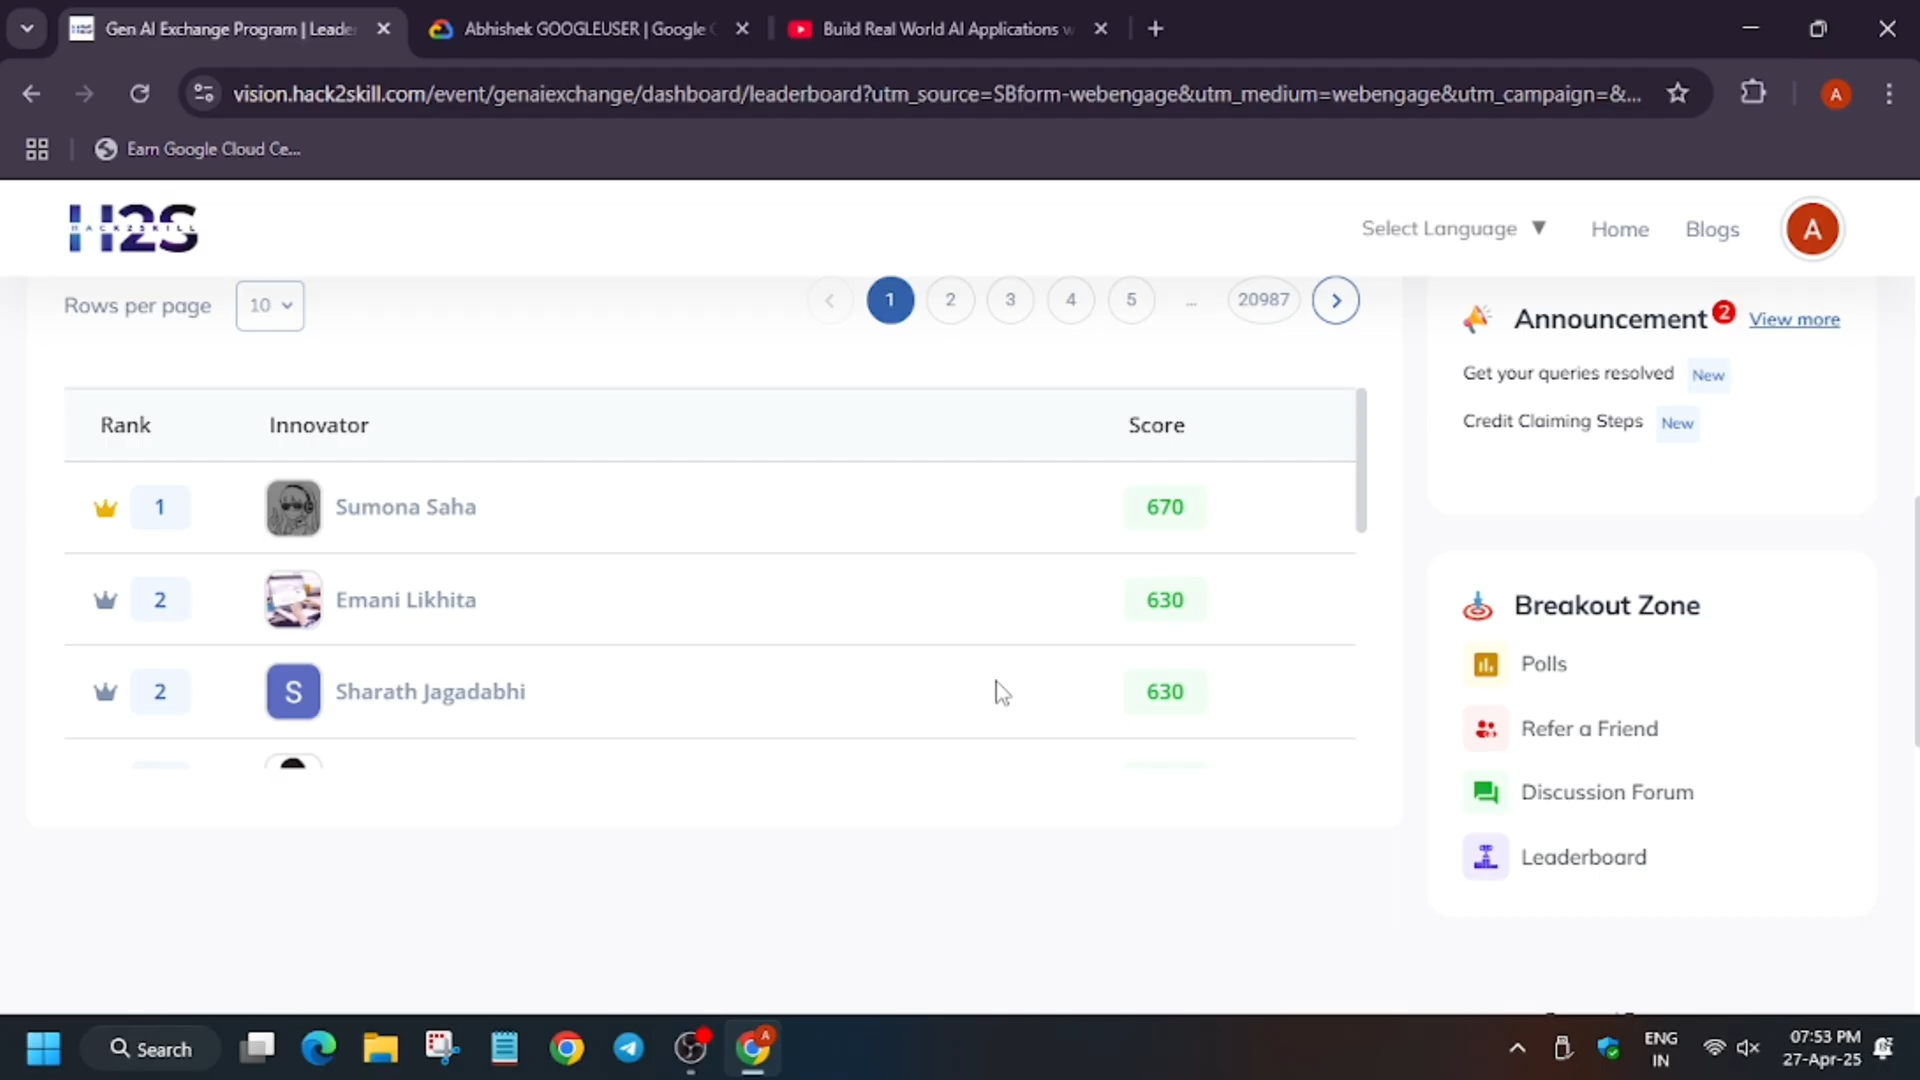 Gen AI Exchange Program | Leade
Abhishek GOOGLEUSER | Google C
Build Real World AI Applications w
vision.hack2skill.com/event/genaiexchange/dashboard/leaderboard?utm_source=SBform-webengage&utm_medium=webengage&utm_campaign=&...
A
Earn Google Cloud Ce...
H2S
HACK2SKILL
Select Language ▼
Home
Blogs
A
Rows per page
10
1
2
3
4
5
...
20987
Announcement 2 View more
Get your queries resolved New
Credit Claiming Steps New
Rank Innovator Score
1 Sumona Saha 670
2 Emani Likhita 630
2 S Sharath Jagadabhi 630
Breakout Zone
Polls
Refer a Friend
Discussion Forum
Leaderboard
Search
A
ENG
IN
07:53 PM
27-Apr-25